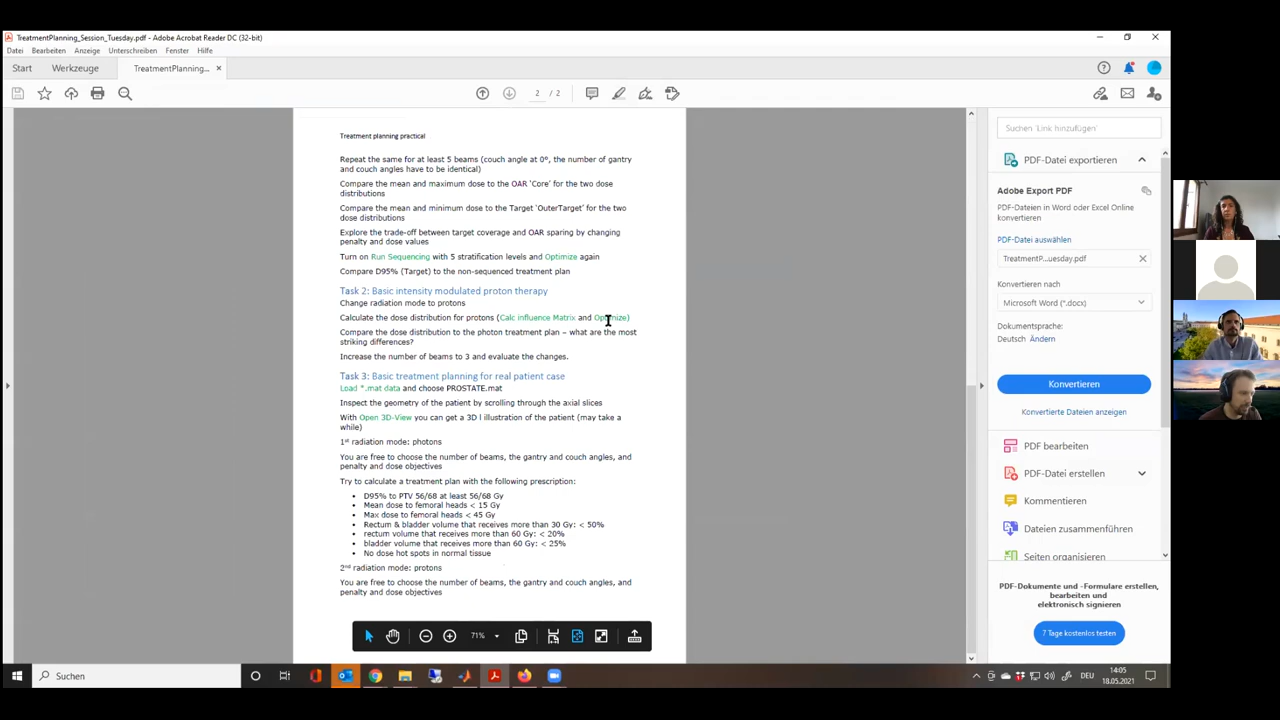 TreatmentPlanning_Session_Tuesday.pdf - Adobe Acrobat Reader DC (32-bit)
Datei Bearbeiten Anzeige Unterschreiben Fenster Hilfe
Start Werkzeuge TreatmentPlanning...
2 / 2
Treatment planning practical
Repeat the same for at least 5 beams (couch angle at 0°, the number of gantry
and couch angles have to be identical)
Compare the mean and maximum dose to the OAR 'Core' for the two dose
distributions
Compare the mean and minimum dose to the Target 'OuterTarget' for the two
dose distributions
Explore the trade-off between target coverage and OAR sparing by changing
penalty and dose values
Turn on Run Sequencing with 5 stratification levels and Optimize again
Compare D95% (Target) to the non-sequenced treatment plan
Task 2: Basic intensity modulated proton therapy
Change radiation mode to protons
Calculate the dose distribution for protons (Calc influence Matrix and Optimize)
Compare the dose distribution to the photon treatment plan – what are the most
striking differences?
Increase the number of beams to 3 and evaluate the changes.
Task 3: Basic treatment planning for real patient case
Load *.mat data and choose PROSTATE.mat
Inspect the geometry of the patient by scrolling through the axial slices
With Open 3D-View you can get a 3D l illustration of the patient (may take a
while)
1st radiation mode: photons
You are free to choose the number of beams, the gantry and couch angles, and
penalty and dose objectives
Try to calculate a treatment plan with the following prescription:
• D95% to PTV 56/68 at least 56/68 Gy
• Mean dose to femoral heads < 15 Gy
• Max dose to femoral heads < 45 Gy
• Rectum & bladder volume that receives more than 30 Gy: < 50%
• rectum volume that receives more than 60 Gy: < 20%
• bladder volume that receives more than 60 Gy: < 25%
• No dose hot spots in normal tissue
2nd radiation mode: protons
You are free to choose the number of beams, the gantry and couch angles, and
penalty and dose objectives
71%
Suchen 'Link hinzufügen'
PDF-Datei exportieren
Adobe Export PDF
PDF-Dateien in Word oder Excel Online
konvertieren
PDF-Datei auswählen
TreatmentP...uesday.pdf
Konvertieren nach
Microsoft Word (*.docx)
Dokumentsprache:
Deutsch Ändern
Konvertieren
Konvertierte Dateien anzeigen
PDF bearbeiten
PDF-Datei erstellen
Kommentieren
Dateien zusammenführen
Seiten organisieren
PDF-Dokumente und -Formulare erstellen,
bearbeiten und
elektronisch signieren
7 Tage kostenlos testen
Suchen
DEU
14:05
18.05.2021